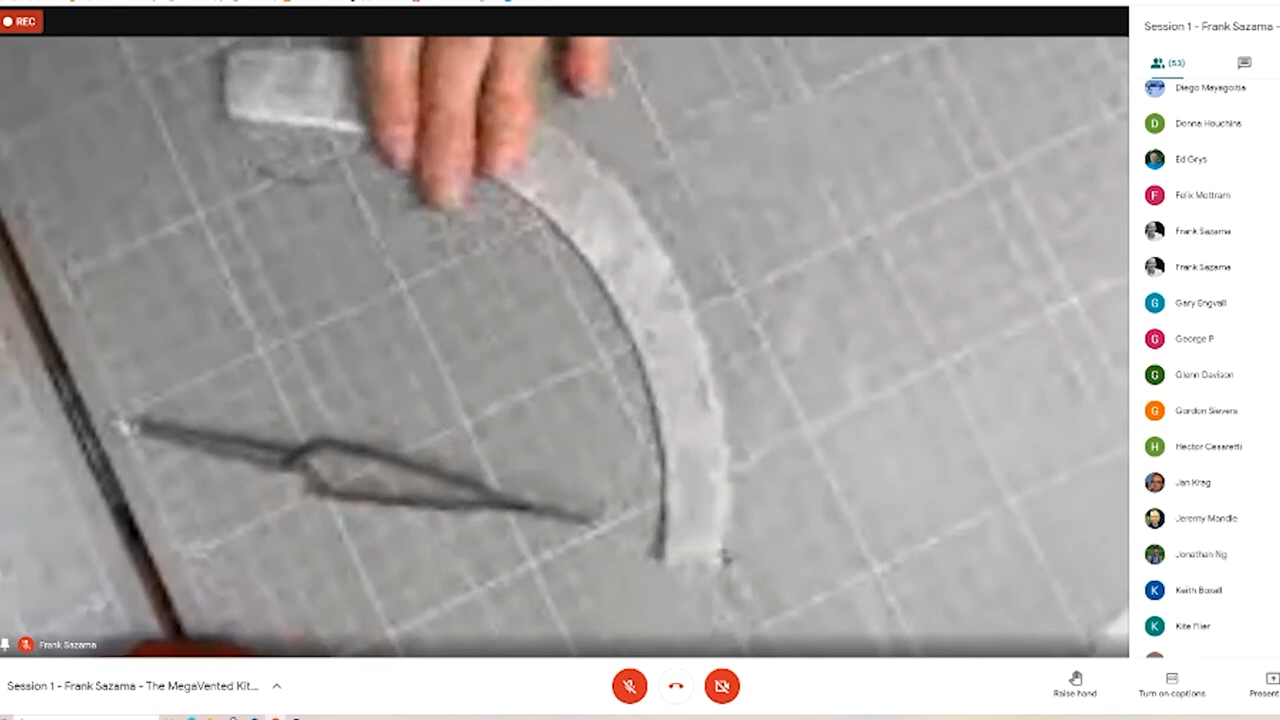 REC
Session 1 - Frank Sazama -
(53)
Diego Mayagoitia
D
Donna Houchins
Ed Grys
F
Felix Mottram
Frank Sazama
Frank Sazama
G
Gary Engvall
G
George P
G
Glenn Davison
G
Gordon Sievers
H
Hector Cesaretti
Jan Krag
Jeremy Mandle
Jonathan Ng
K
Keith Boxall
K
Kite Flier
Frank Sazama
Session 1 - Frank Sazama - The MegaVented Kit...
Raise hand
Turn on captions
Present